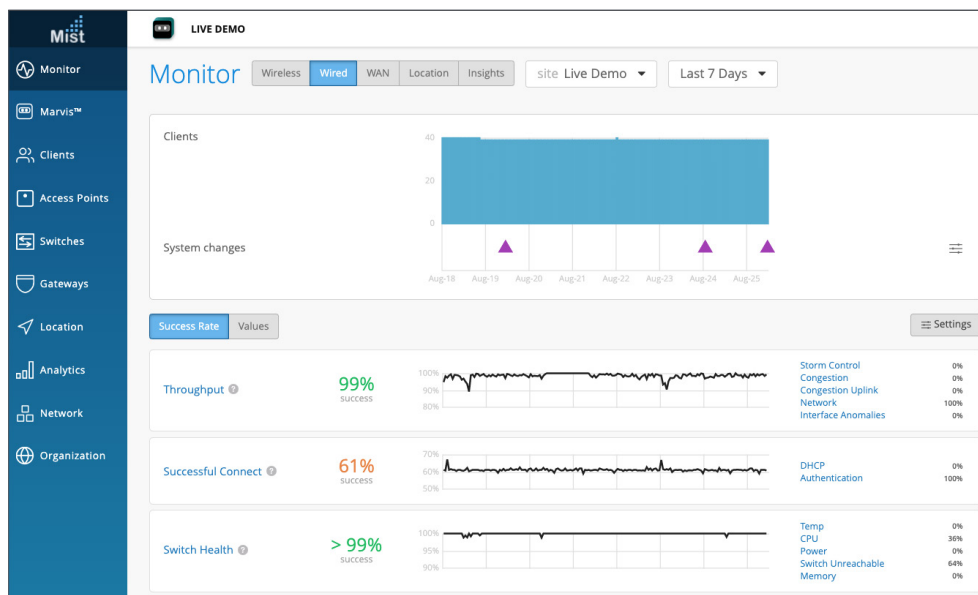 Mist
LIVE DEMO
Monitor
Marvis™
Clients
Access Points
Switches
Gateways
Location
Analytics
Network
Organization
Monitor
Wireless
Wired
WAN
Location
Insights
site Live Demo
Last 7 Days
Clients
40
20
0
System changes
Aug-18 Aug-19 Aug-20 Aug-21 Aug-22 Aug-23 Aug-24 Aug-25
Success Rate
Values
Settings
Throughput ?
99%
success
100%
90%
80%
Storm Control 0%
Congestion 0%
Congestion Uplink 0%
Network 100%
Interface Anomalies 0%
Successful Connect ?
61%
success
70%
60%
50%
DHCP 0%
Authentication 100%
Switch Health ?
> 99%
success
100%
95%
90%
Temp 0%
CPU 36%
Power 0%
Switch Unreachable 64%
Memory 0%